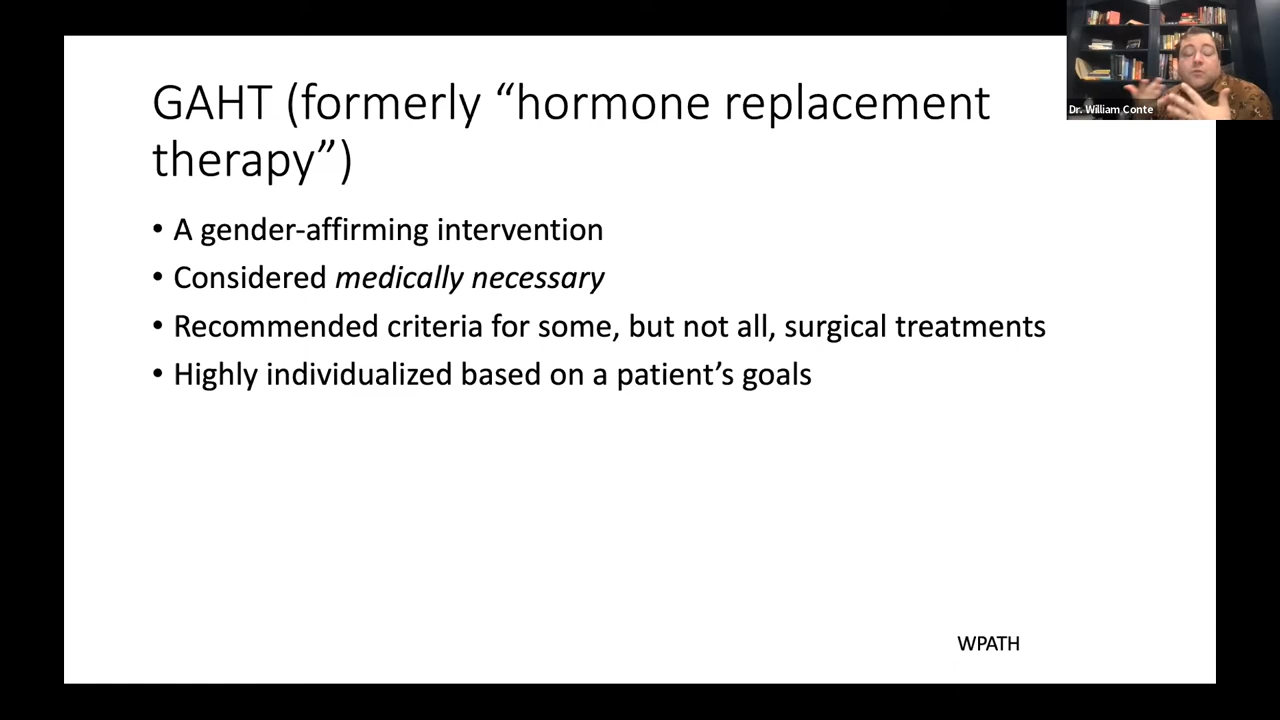 GAHT (formerly “hormone replacement
therapy”)
• A gender-affirming intervention
• Considered medically necessary
• Recommended criteria for some, but not all, surgical treatments
• Highly individualized based on a patient’s goals
WPATH
Dr. William Conte